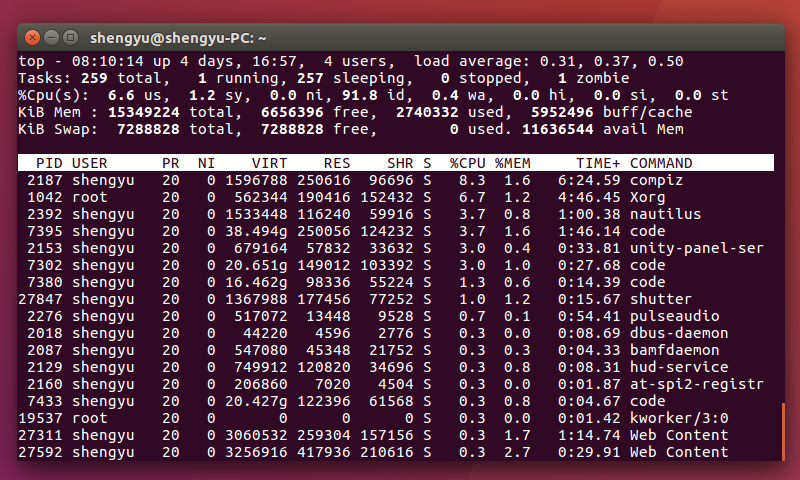 shengyu@shengyu-PC: ~
top - 08:10:14 up 4 days, 16:57,  4 users,  load average: 0.31, 0.37, 0.50
Tasks: 259 total,   1 running, 257 sleeping,   0 stopped,   1 zombie
%Cpu(s):  6.6 us,  1.2 sy,  0.0 ni, 91.8 id,  0.4 wa,  0.0 hi,  0.0 si,  0.0 st
KiB Mem : 15349224 total,  6656396 free,  2740332 used,  5952496 buff/cache
KiB Swap:  7288828 total,  7288828 free,        0 used. 11636544 avail Mem
PID USER      PR  NI    VIRT    RES    SHR S  %CPU %MEM     TIME+ COMMAND
2187 shengyu   20   0 1596788 250616  96696 S   8.3  1.6   6:24.59 compiz
1042 root      20   0  562344 190416 152432 S   6.7  1.2   4:46.45 Xorg
2392 shengyu   20   0 1533448 116240  59916 S   3.7  0.8   1:00.38 nautilus
7395 shengyu   20   0 38.494g 250056 124232 S   3.7  1.6   1:46.14 code
2153 shengyu   20   0  679164  57832  33632 S   3.0  0.4   0:33.81 unity-panel-ser
7302 shengyu   20   0 20.651g 149012 103392 S   3.0  1.0   0:27.68 code
7380 shengyu   20   0 16.462g  98336  55224 S   1.3  0.6   0:14.39 code
27847 shengyu   20   0 1367988 177456  77252 S   1.0  1.2   0:15.67 shutter
2276 shengyu   20   0  517072  13448   9528 S   0.7  0.1   0:54.41 pulseaudio
2018 shengyu   20   0   44220   4596   2776 S   0.3  0.0   0:08.69 dbus-daemon
2087 shengyu   20   0  547080  45348  21752 S   0.3  0.3   0:04.33 bamfdaemon
2129 shengyu   20   0  749912 120820  34696 S   0.3  0.8   0:08.31 hud-service
2160 shengyu   20   0  206860   7020   4504 S   0.3  0.0   0:01.87 at-spi2-registr
7433 shengyu   20   0 20.427g 122396  61568 S   0.3  0.8   0:04.67 code
19537 root      20   0       0      0      0 S   0.3  0.0   0:01.42 kworker/3:0
27311 shengyu   20   0 3060532 259304 157156 S   0.3  1.7   1:14.74 Web Content
27592 shengyu   20   0 3256916 417936 210616 S   0.3  2.7   0:29.91 Web Content